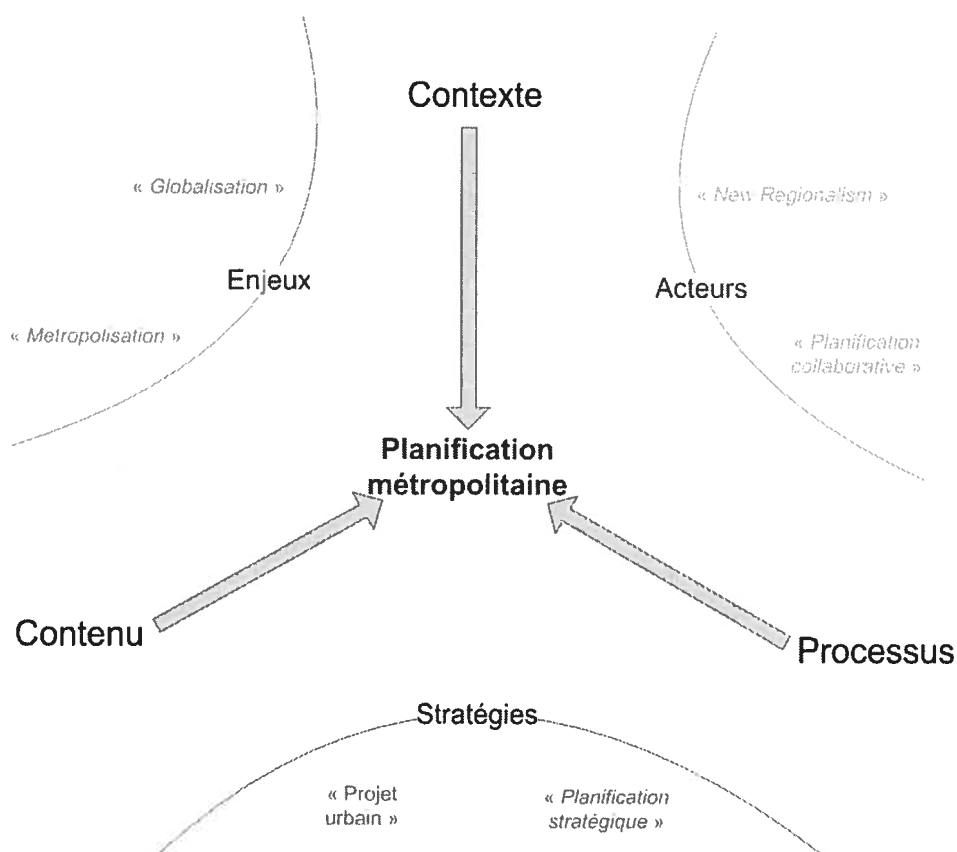 Contexte
« Globalisation »
« New Regionalism »
Enjeux
Acteurs
« Metropolisation »
« Planification
collaborative »
Planification
métropolitaine
Contenu
Processus
Stratégies
« Projet
urbain »
« Planification
stratégique »